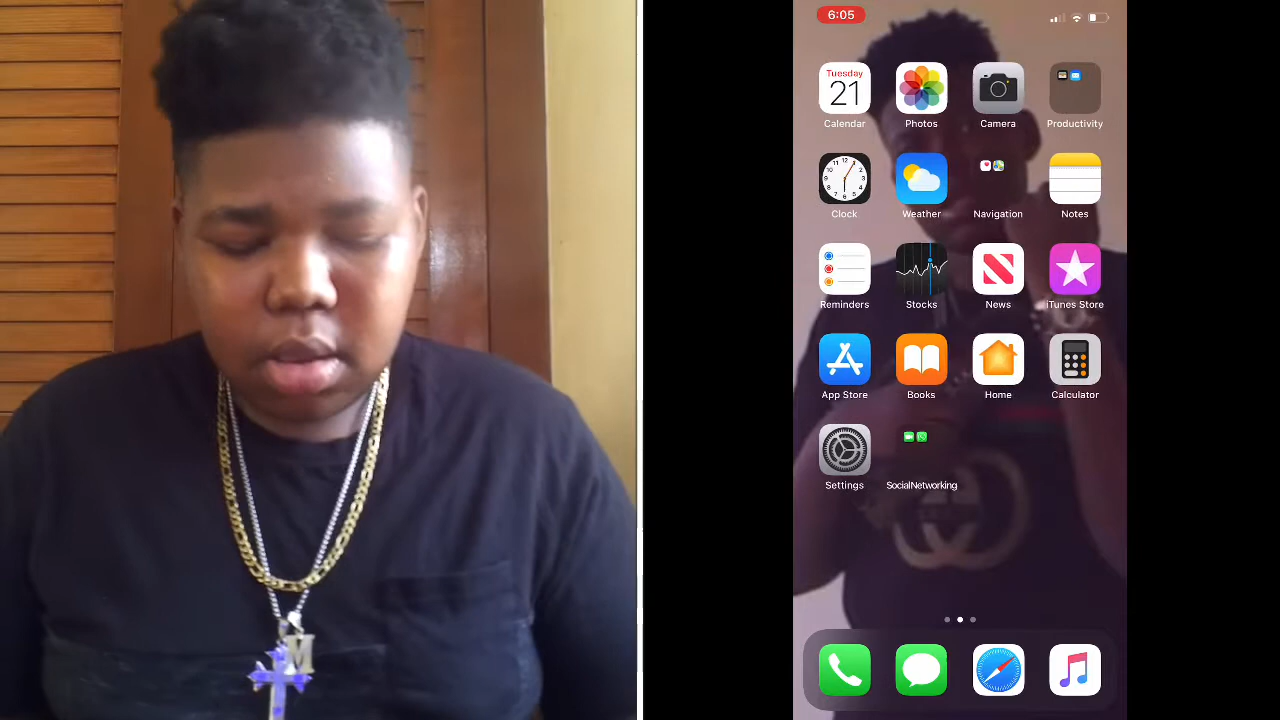 6:05
Tuesday
21
Calendar
Photos
Camera
Productivity
Clock
Weather
Navigation
Notes
Reminders
Stocks
News
iTunes Store
App Store
Books
Home
Calculator
Settings
SocialNetworking
M